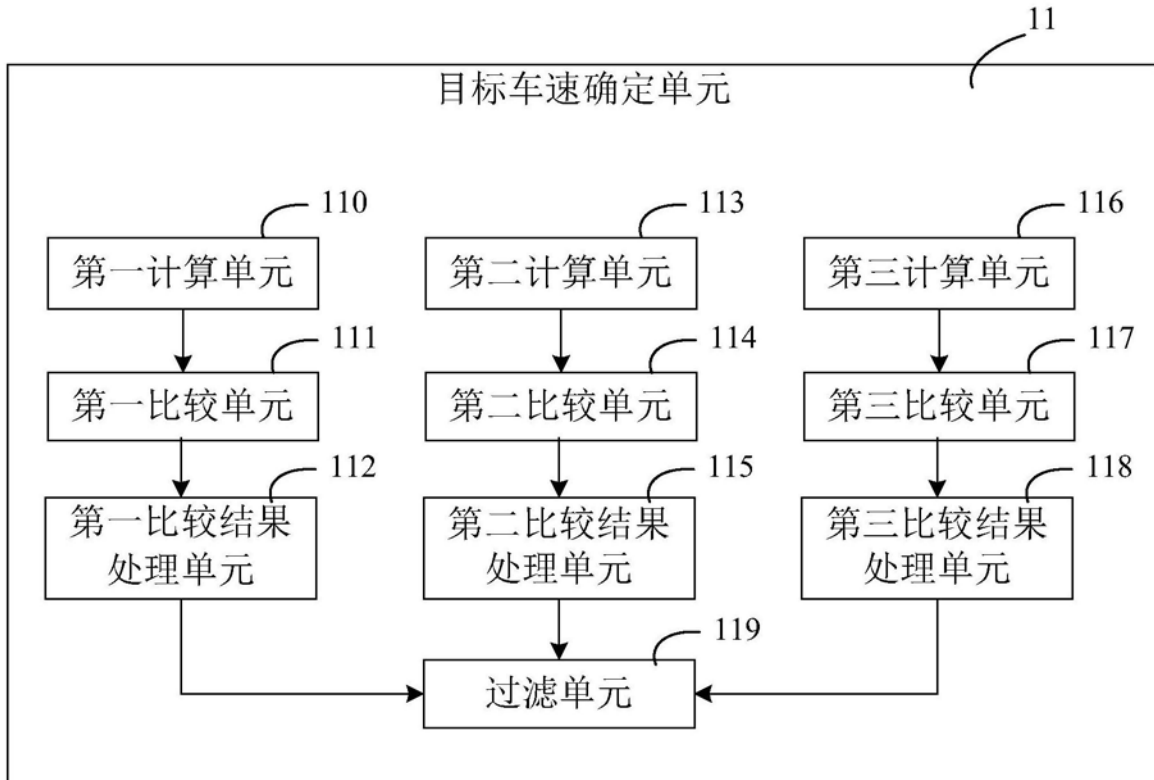 11
目标车速确定单元
110
113
116
第一计算单元
第二计算单元
第三计算单元
111
114
117
第一比较单元
第二比较单元
第三比较单元
112
115
118
第一比较结果
处理单元
第二比较结果
处理单元
第三比较结果
处理单元
119
过滤单元